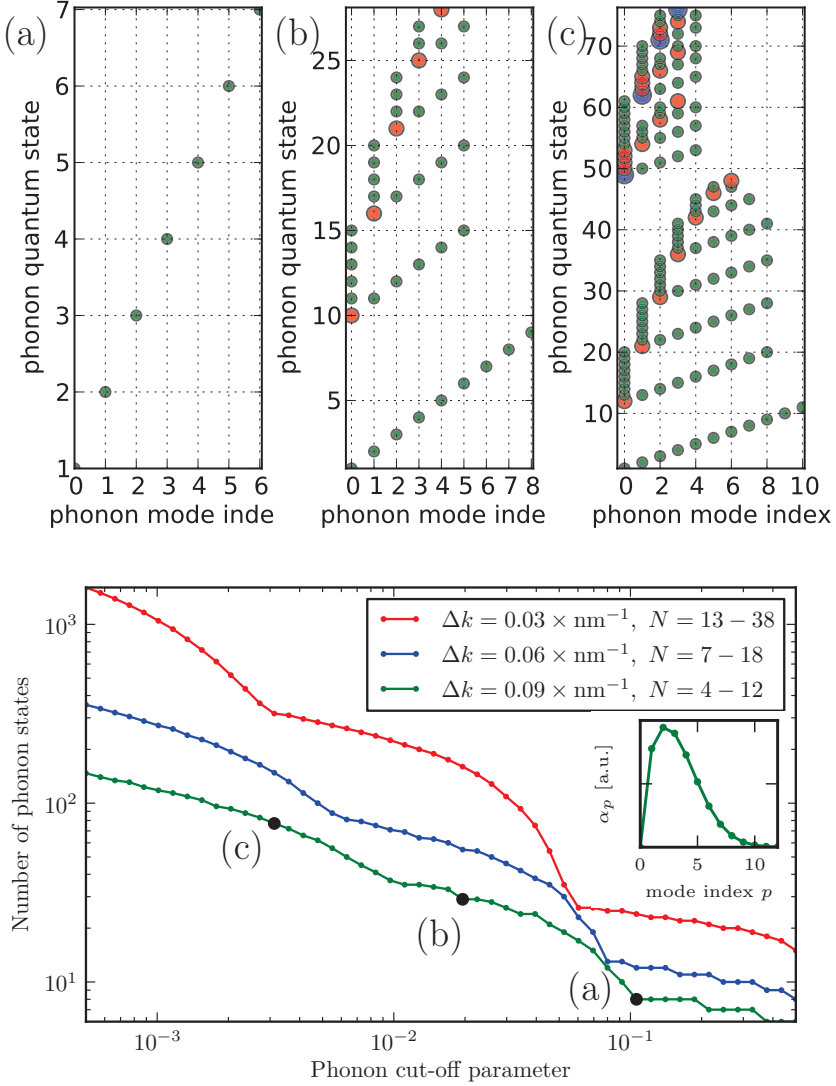 (a)
phonon quantum state
7
6
5
4
3
2
1
0 1 2 3 4 5 6
phonon mode inde
(b)
phonon quantum state
25
20
15
10
5
0 1 2 3 4 5 6 7 8
phonon mode inde
(c)
phonon quantum state
70
60
50
40
30
20
10
0 2 4 6 8 10
phonon mode index
Number of phonon states
10³
10²
10¹
Δk = 0.03 × nm⁻¹, N = 13 − 38
Δk = 0.06 × nm⁻¹, N = 7 − 18
Δk = 0.09 × nm⁻¹, N = 4 − 12
αₚ [a.u.]
0 5 10
mode index p
(c)
(b)
(a)
10⁻³ 10⁻² 10⁻¹
Phonon cut-off parameter